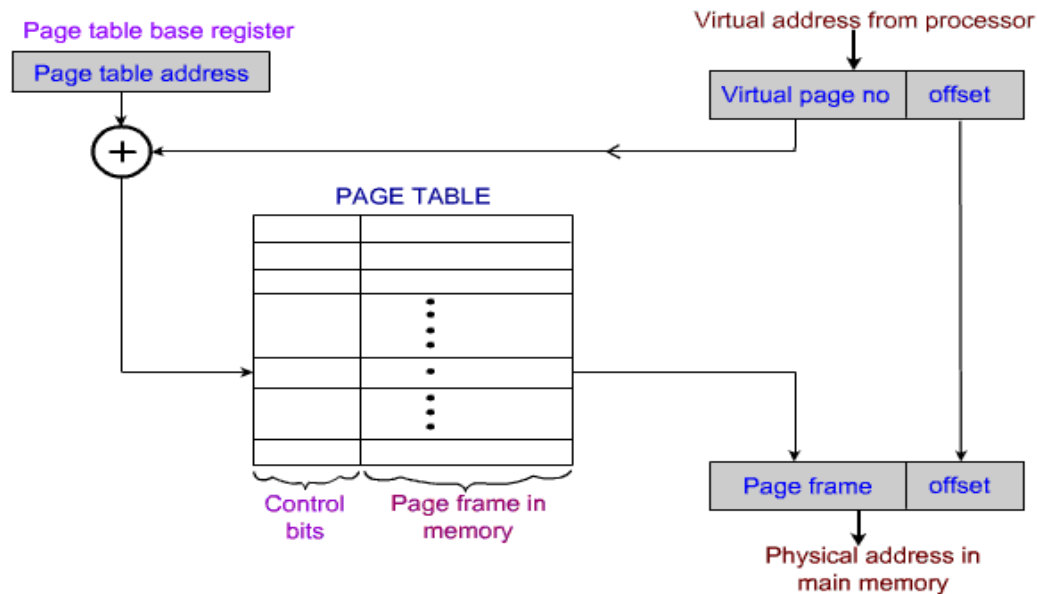 Virtual address from processor
Page table base register
Page table address
Virtual page no
offset
+
PAGE TABLE
Control
bits
Page frame in
memory
Page frame
offset
Physical address in
main memory